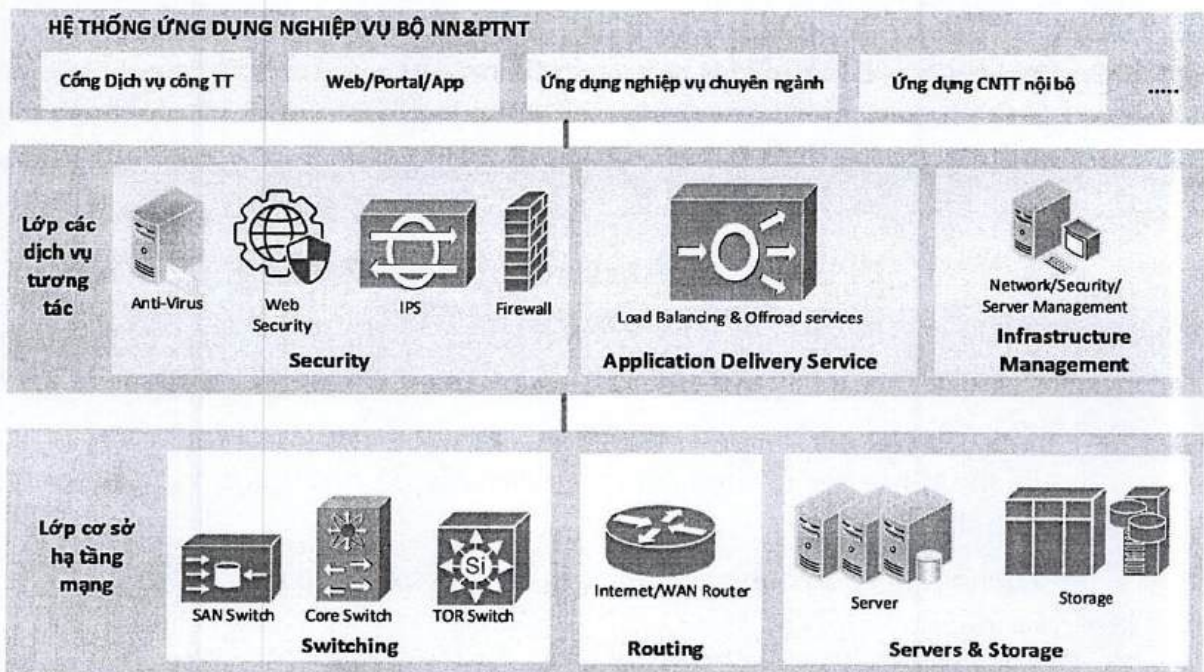 HỆ THỐNG ỨNG DỤNG NGHIỆP VỤ BỘ NN&PTNT
Cổng Dịch vụ công TT
Web/Portal/App
Ứng dụng nghiệp vụ chuyên ngành
Ứng dụng CNTT nội bộ
.....
Lớp các
dịch vụ
tương
tác
Anti-Virus
Web
Security
IPS
Firewall
Security
Load Balancing & Offroad services
Application Delivery Service
Network/Security/
Server Management
Infrastructure
Management
Lớp cơ sở
hạ tầng
mạng
SAN Switch
Core Switch
Si
TOR Switch
Switching
Internet/WAN Router
Routing
Server
Storage
Servers & Storage